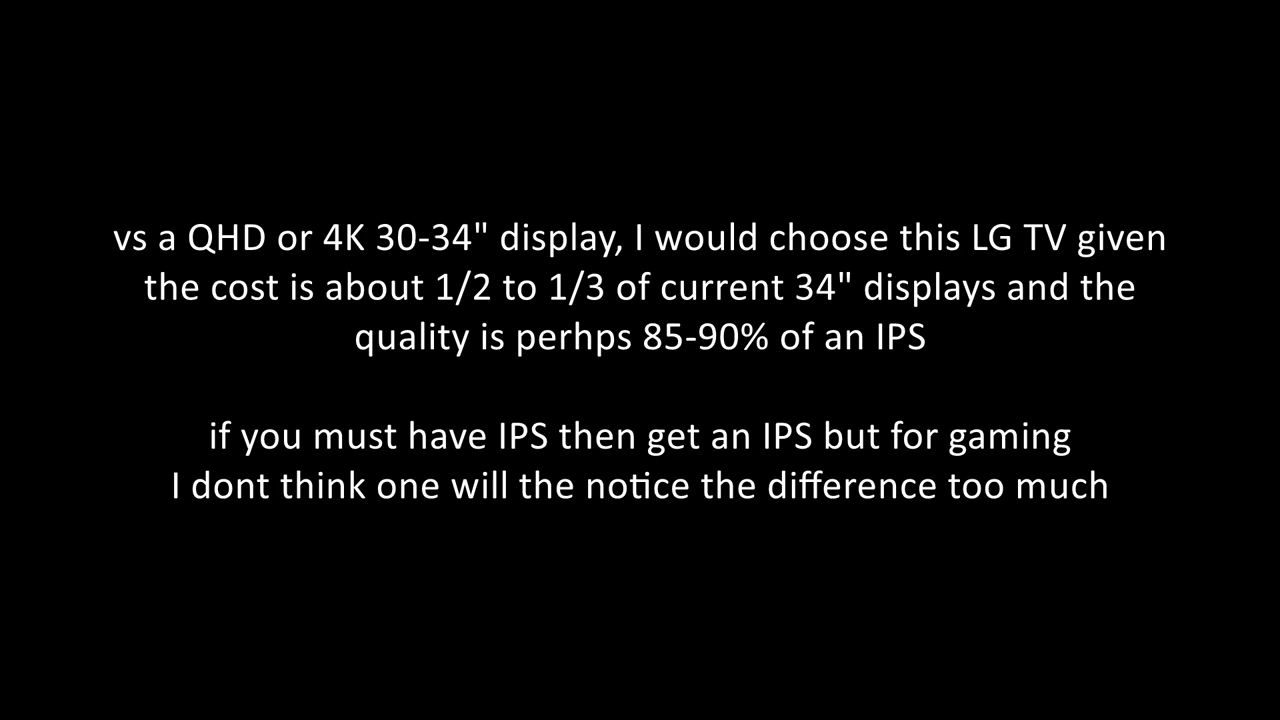 vs a QHD or 4K 30-34" display, I would choose this LG TV given
the cost is about 1/2 to 1/3 of current 34" displays and the
quality is perhps 85-90% of an IPS
if you must have IPS then get an IPS but for gaming
I dont think one will the notice the difference too much